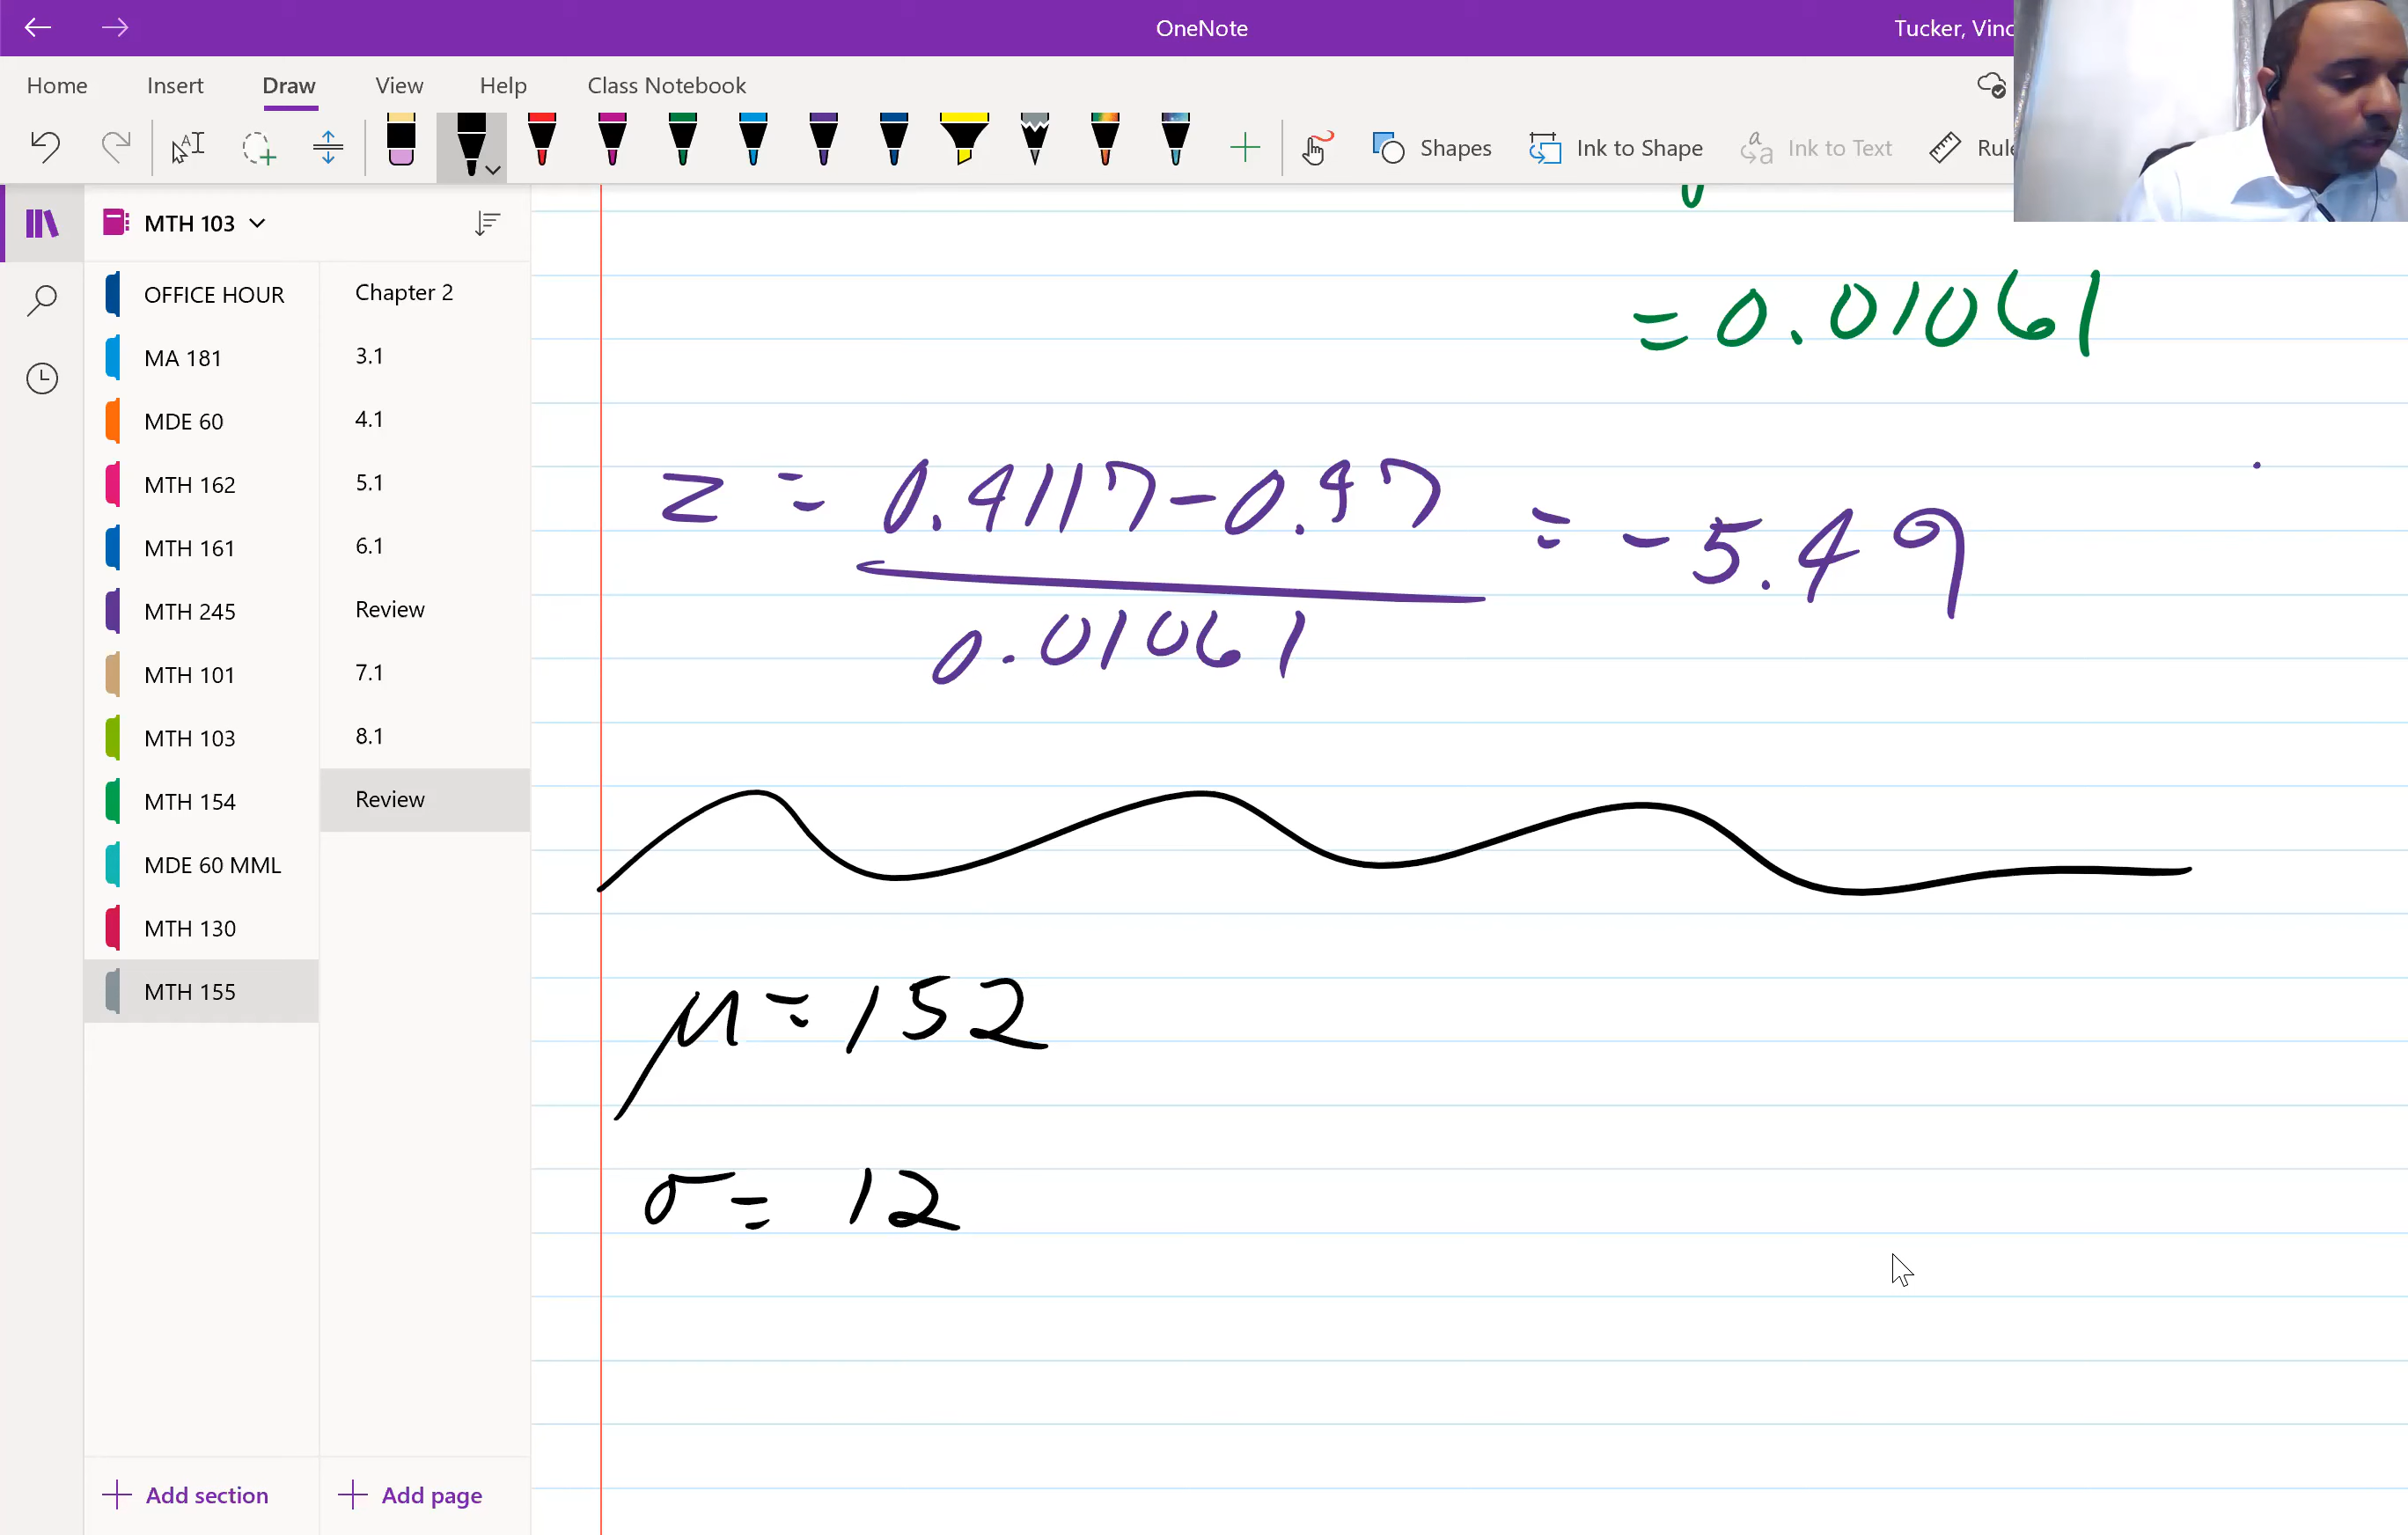 OneNote
Tucker, Vinc
Home Insert Draw View Help Class Notebook
Shapes Ink to Shape Ink to Text Rule
MTH 103
OFFICE HOUR
MA 181
MDE 60
MTH 162
MTH 161
MTH 245
MTH 101
MTH 103
MTH 154
MDE 60 MML
MTH 130
MTH 155
Add section
Chapter 2
3.1
4.1
5.1
6.1
Review
7.1
8.1
Review
Add page
= 0.01061
z = 0.4117 - 0.47 = -5.49
0.01061
μ = 152
σ = 12